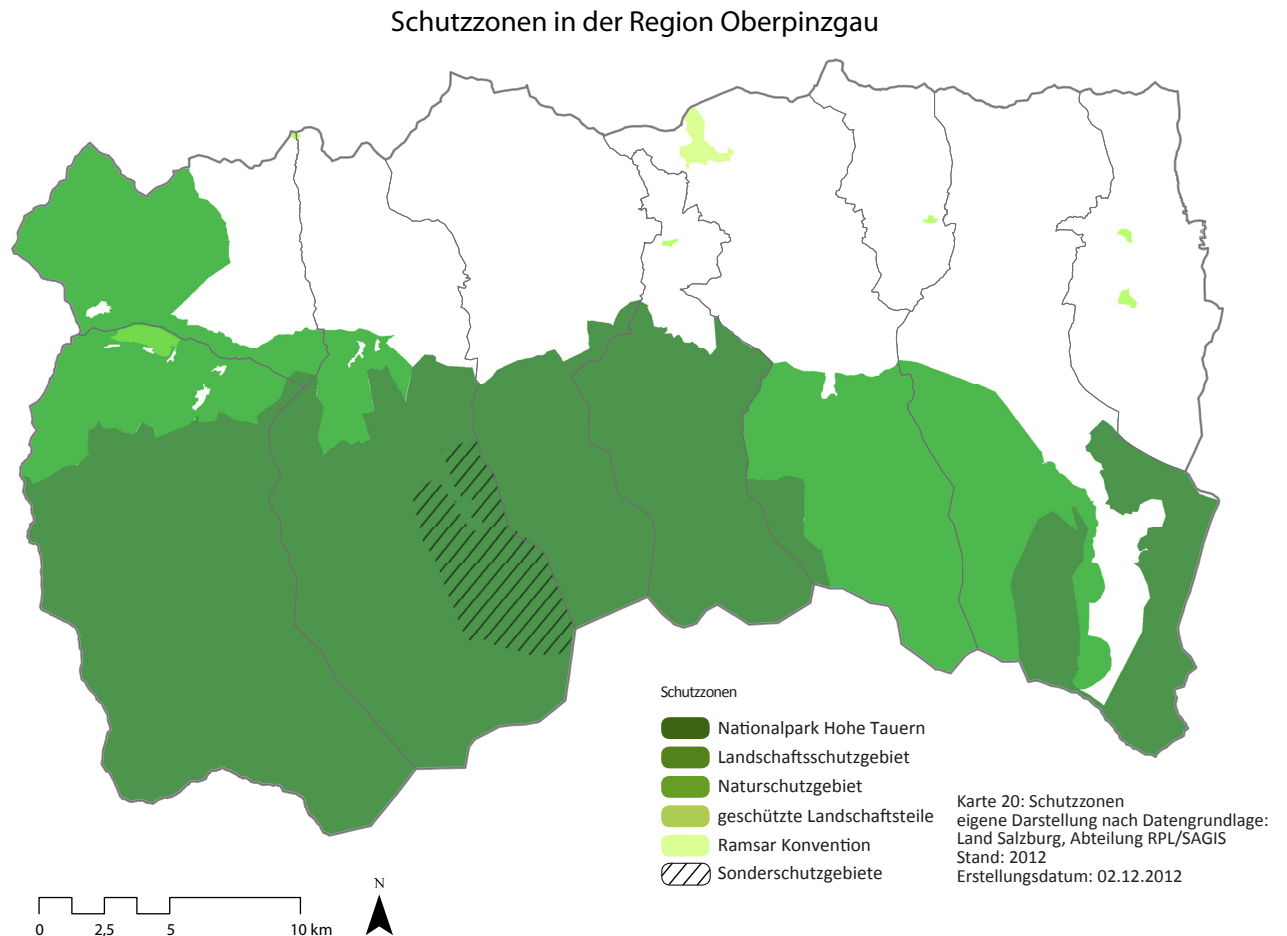 Schutzzonen in der Region Oberpinzgau
Schutzzonen
Nationalpark Hohe Tauern
Landschaftsschutzgebiet
Naturschutzgebiet
geschützte Landschaftsteile
Ramsar Konvention
Sonderschutzgebiete
Karte 20: Schutzzonen
eigene Darstellung nach Datengrundlage:
Land Salzburg, Abteilung RPL/SAGIS
Stand: 2012
Erstellungsdatum: 02.12.2012
N
0 2,5 5 10 km